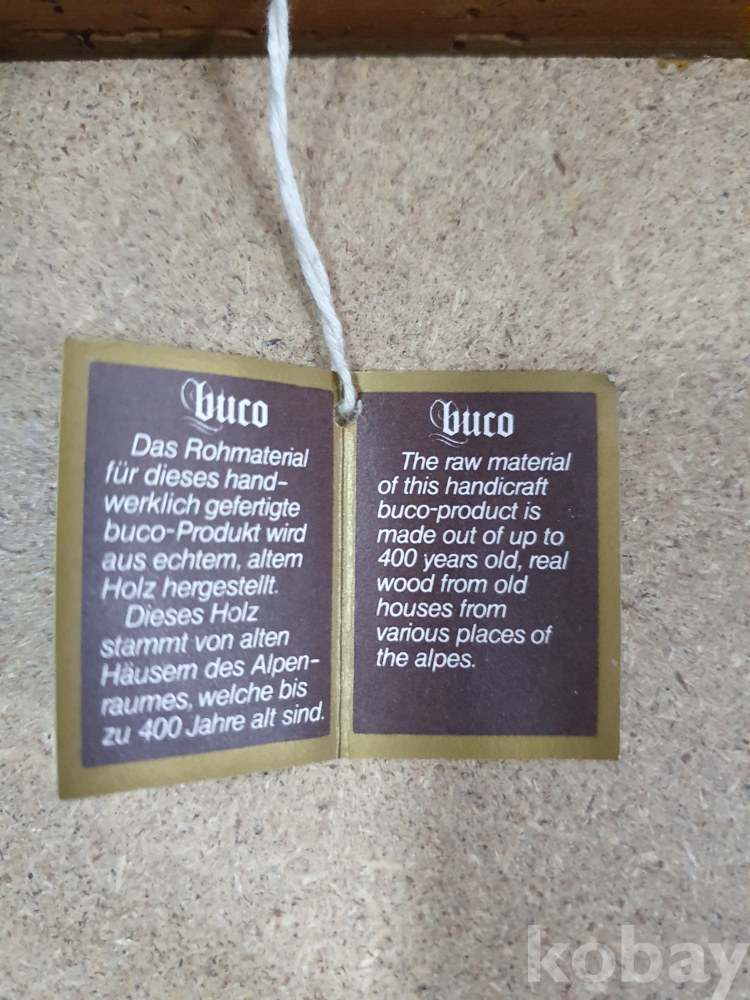 buco
Das Rohmaterial
für dieses hand-
werklich gefertigte
buco-Produkt wird
aus echtem, altem
Holz hergestellt.
Dieses Holz
stammt von alten
Häusern des Alpen-
raumes, welche bis
zu 400 Jahre alt sind.
buco
The raw material
of this handicraft
buco-product is
made out of up to
400 years old, real
wood from old
houses from
various places of
the alpes.
kobay